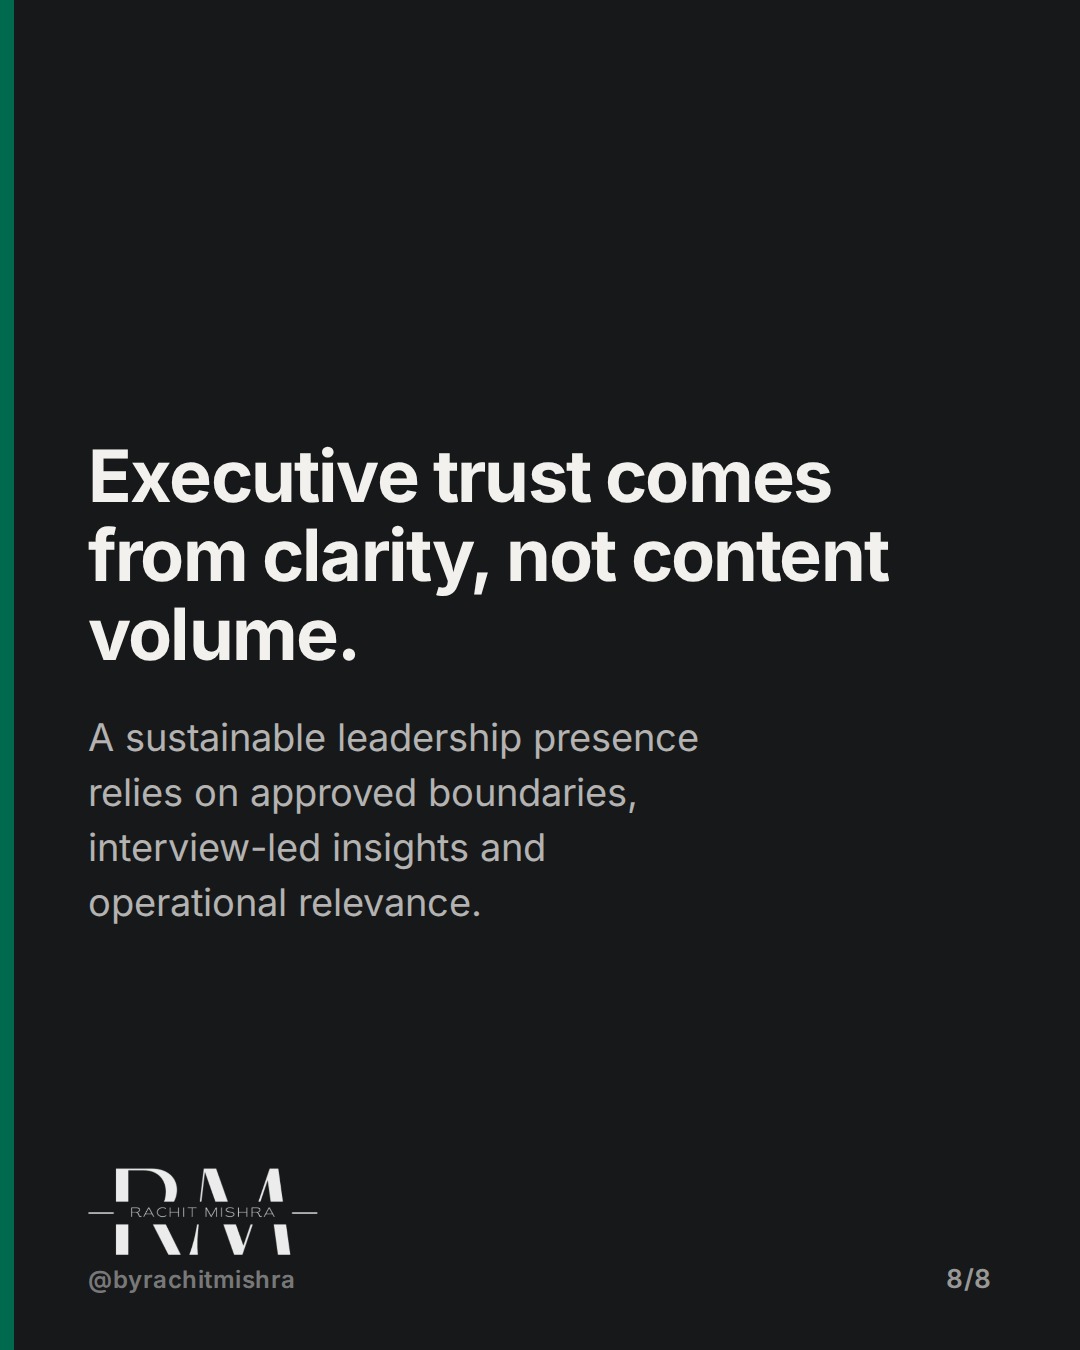 Executive trust comes
from clarity, not content
volume.
A sustainable leadership presence
relies on approved boundaries,
interview-led insights and
operational relevance.
RM
RACHIT MISHRA
@byrachitmishra
8/8